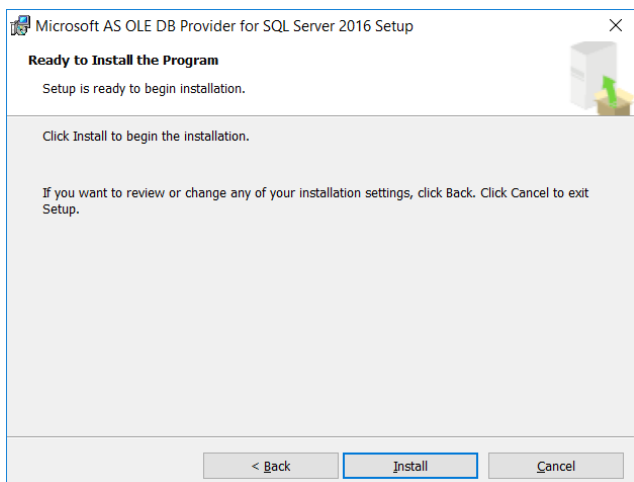 Microsoft AS OLE DB Provider for SQL Server 2016 Setup
Ready to Install the Program
Setup is ready to begin installation.
Click Install to begin the installation.
If you want to review or change any of your installation settings, click Back. Click Cancel to exit
Setup.
< Back
Install
Cancel